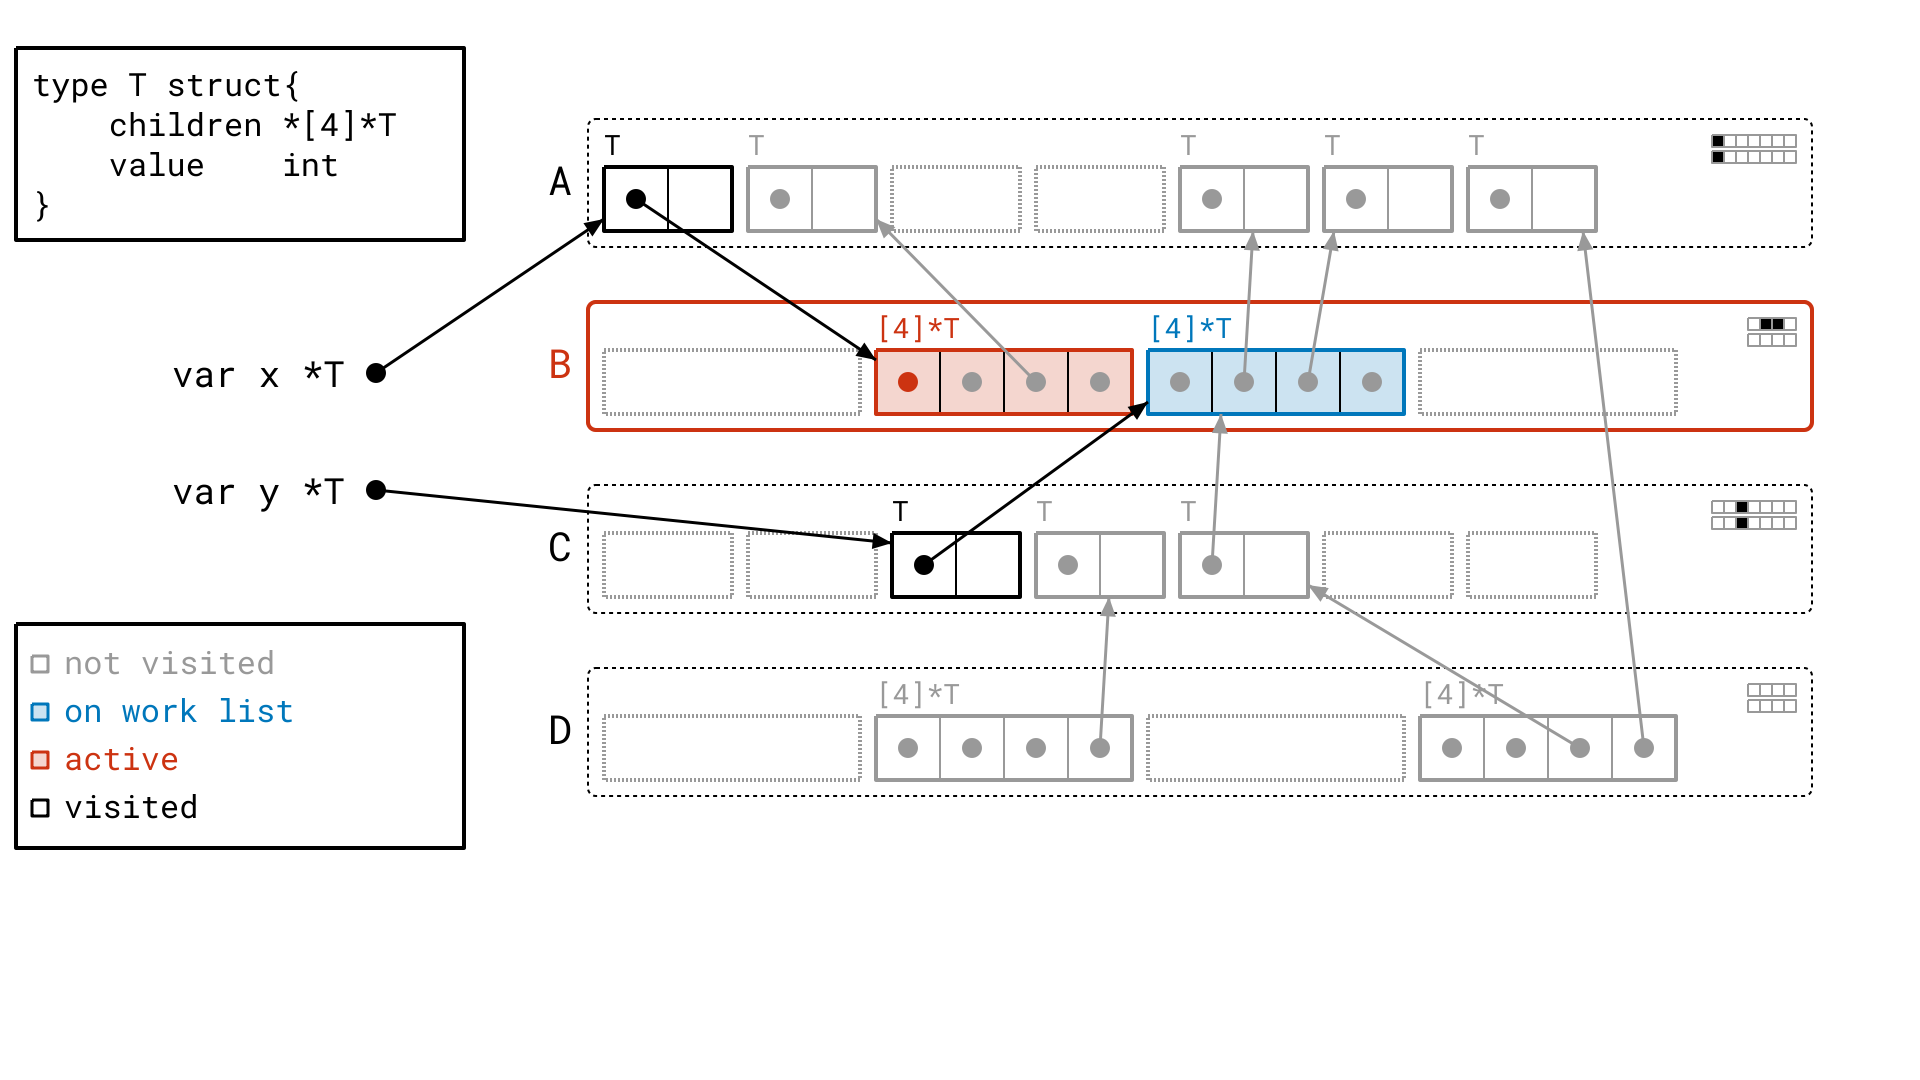 type T struct{
children *[4]*T
value int
}
T T T T T
A
[4]*T [4]*T
B
var x *T
var y *T
T T T
C
not visited
on work list
active
visited
[4]*T [4]*T
D